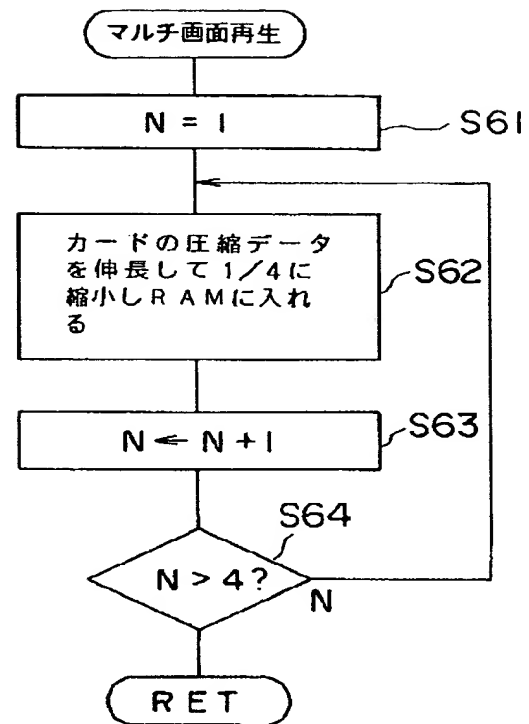 マルチ画面再生
N = 1
S61
カードの圧縮データ
を伸長して1/4に
縮小しRAMに入れ
る
S62
N ← N + 1
S63
S64
N > 4?
N
RET